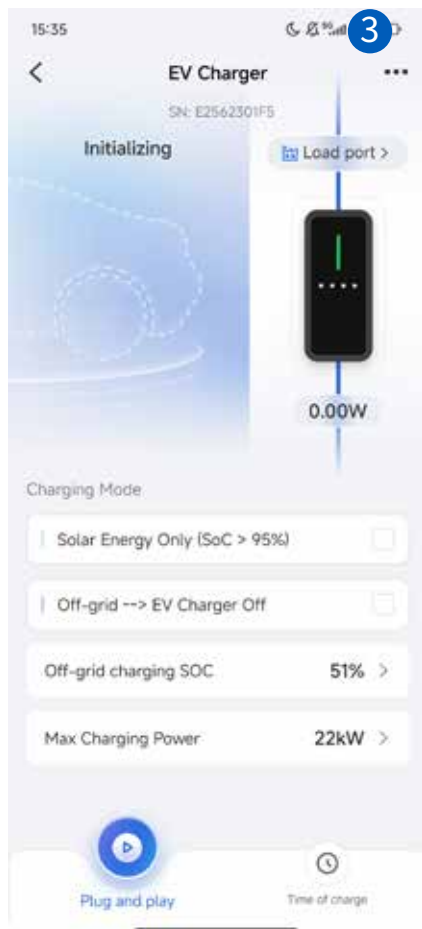 15:35
3
EV Charger
SN: E2562301F5
Initializing
Load port >
0.00W
Charging Mode
Solar Energy Only (SoC > 95%)
Off-grid --> EV Charger Off
Off-grid charging SOC 51% >
Max Charging Power 22kW >
Plug and play
Time of charge